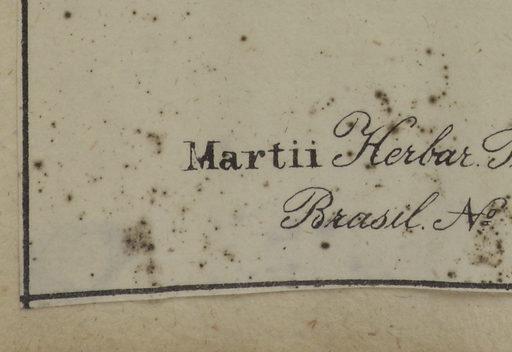 Martii Herbar.
Brasil. No